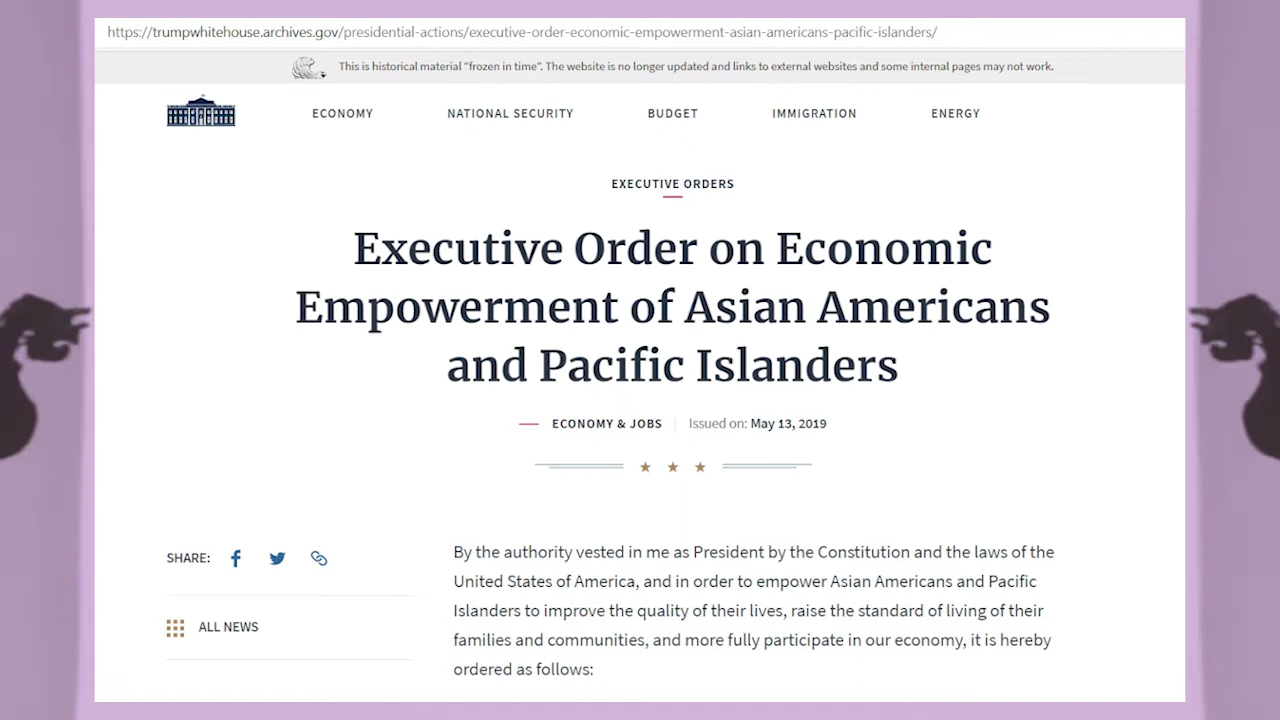 https://trumpwhitehouse.archives.gov/presidential-actions/executive-order-economic-empowerment-asian-americans-pacific-islanders/
This is historical material "frozen in time". The website is no longer updated and links to external websites and some internal pages may not work.
ECONOMY NATIONAL SECURITY BUDGET IMMIGRATION ENERGY
EXECUTIVE ORDERS
Executive Order on Economic
Empowerment of Asian Americans
and Pacific Islanders
ECONOMY & JOBS Issued on: May 13, 2019
SHARE:
ALL NEWS
By the authority vested in me as President by the Constitution and the laws of the
United States of America, and in order to empower Asian Americans and Pacific
Islanders to improve the quality of their lives, raise the standard of living of their
families and communities, and more fully participate in our economy, it is hereby
ordered as follows: